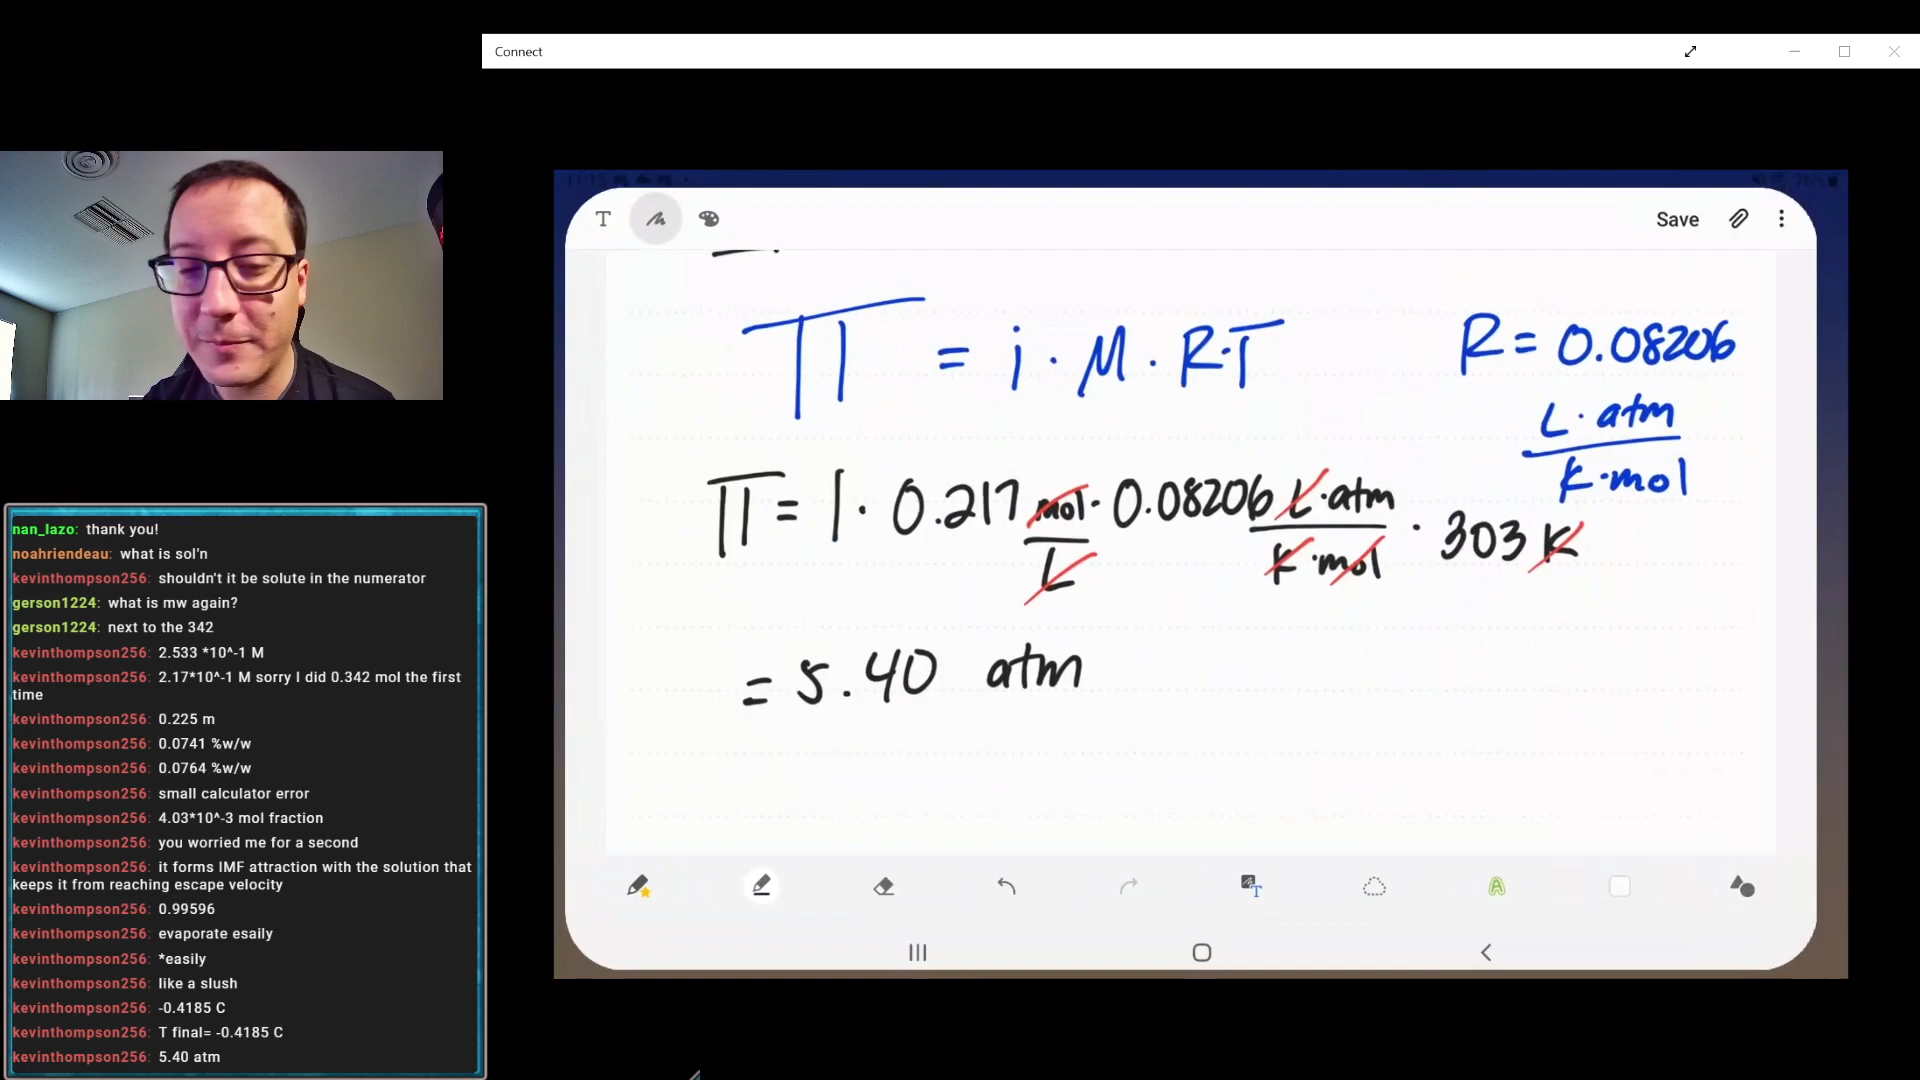 Connect
11:15
76%
T
Save
Π = i · M · R·T
R = 0.08206
L · atm
K · mol
Π = 1 · 0.217 mol · 0.08206 L · atm · 303 K
L
K · mol
= 5.40 atm
A
T
nan_lazo: thank you!
noahriendeau: what is sol'n
kevinthompson256: shouldn't it be solute in the numerator
gerson1224: what is mw again?
gerson1224: next to the 342
kevinthompson256: 2.533 *10^-1 M
kevinthompson256: 2.17*10^-1 M sorry I did 0.342 mol the first
time
kevinthompson256: 0.225 m
kevinthompson256: 0.0741 %w/w
kevinthompson256: 0.0764 %w/w
kevinthompson256: small calculator error
kevinthompson256: 4.03*10^-3 mol fraction
kevinthompson256: you worried me for a second
kevinthompson256: it forms IMF attraction with the solution that
keeps it from reaching escape velocity
kevinthompson256: 0.99596
kevinthompson256: evaporate esaily
kevinthompson256: *easily
kevinthompson256: like a slush
kevinthompson256: -0.4185 C
kevinthompson256: T final= -0.4185 C
kevinthompson256: 5.40 atm